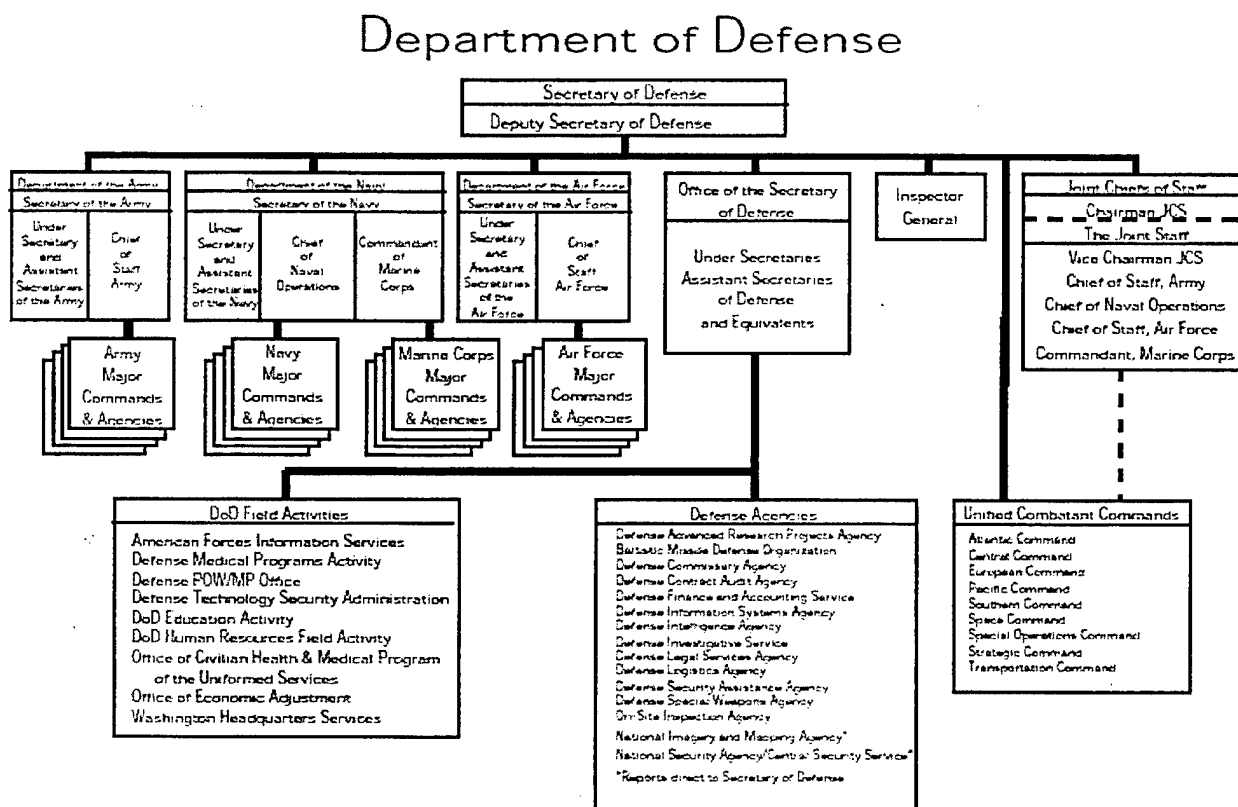 Department of Defense
Secretary of Defense
Deputy Secretary of Defense
Department of the Army
Secretary of the Army
Under
Secretary
and
Assistant
Secretaries
of the Army
Chief
of
Staff
Army
Department of the Navy
Secretary of the Navy
Under
Secretary
and
Assistant
Secretaries
of the Navy
Chief
of
Naval
Operations
Commandant
of
Marine
Corps
Department of the Air Force
Secretary of the Air Force
Under
Secretary
and
Assistant
Secretaries
of the
Air Force
Chief
of
Staff
Air Force
Office of the Secretary
of Defense
Under Secretaries
Assistant Secretaries
of Defense
and Equivalents
Inspector
General
Joint Chiefs of Staff
Chairman JCS
The Joint Staff
Vice Chairman JCS
Chief of Staff, Army
Chief of Naval Operations
Chief of Staff, Air Force
Commandant, Marine Corps
Army
Major
Commands
& Agencies
Navy
Major
Commands
& Agencies
Marine Corps
Major
Commands
& Agencies
Air Force
Major
Commands
& Agencies
DoD Field Activities
American Forces Information Services
Defense Medical Programs Activity
Defense POW/MP Office
Defense Technology Security Administration
DoD Education Activity
DoD Human Resources Field Activity
Office of Civilian Health & Medical Program
of the Uniformed Services
Office of Economic Adjustment
Washington Headquarters Services
Defense Agencies
Defense Advanced Research Projects Agency
Ballistic Missile Defense Organization
Defense Commissary Agency
Defense Contract Audit Agency
Defense Finance and Accounting Service
Defense Information Systems Agency
Defense Intelligence Agency
Defense Investigative Service
Defense Legal Services Agency
Defense Logistics Agency
Defense Security Assistance Agency
Defense Special Weapons Agency
On-Site Inspection Agency
National Imagery and Mapping Agency*
National Security Agency/Central Security Service*
*Reports direct to Secretary of Defense
Unified Combatant Commands
Atlantic Command
Central Command
European Command
Pacific Command
Southern Command
Space Command
Special Operations Command
Strategic Command
Transportation Command